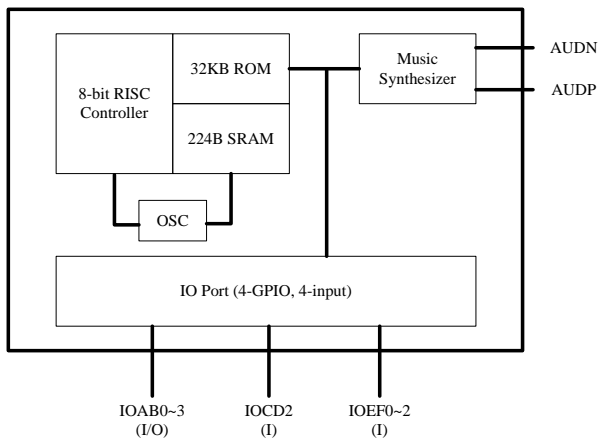 8-bit RISC
Controller
32KB ROM
224B SRAM
OSC
Music
Synthesizer
AUDN
AUDP
IO Port (4-GPIO, 4-input)
IOAB0~3
(I/O)
IOCD2
(I)
IOEF0~2
(I)